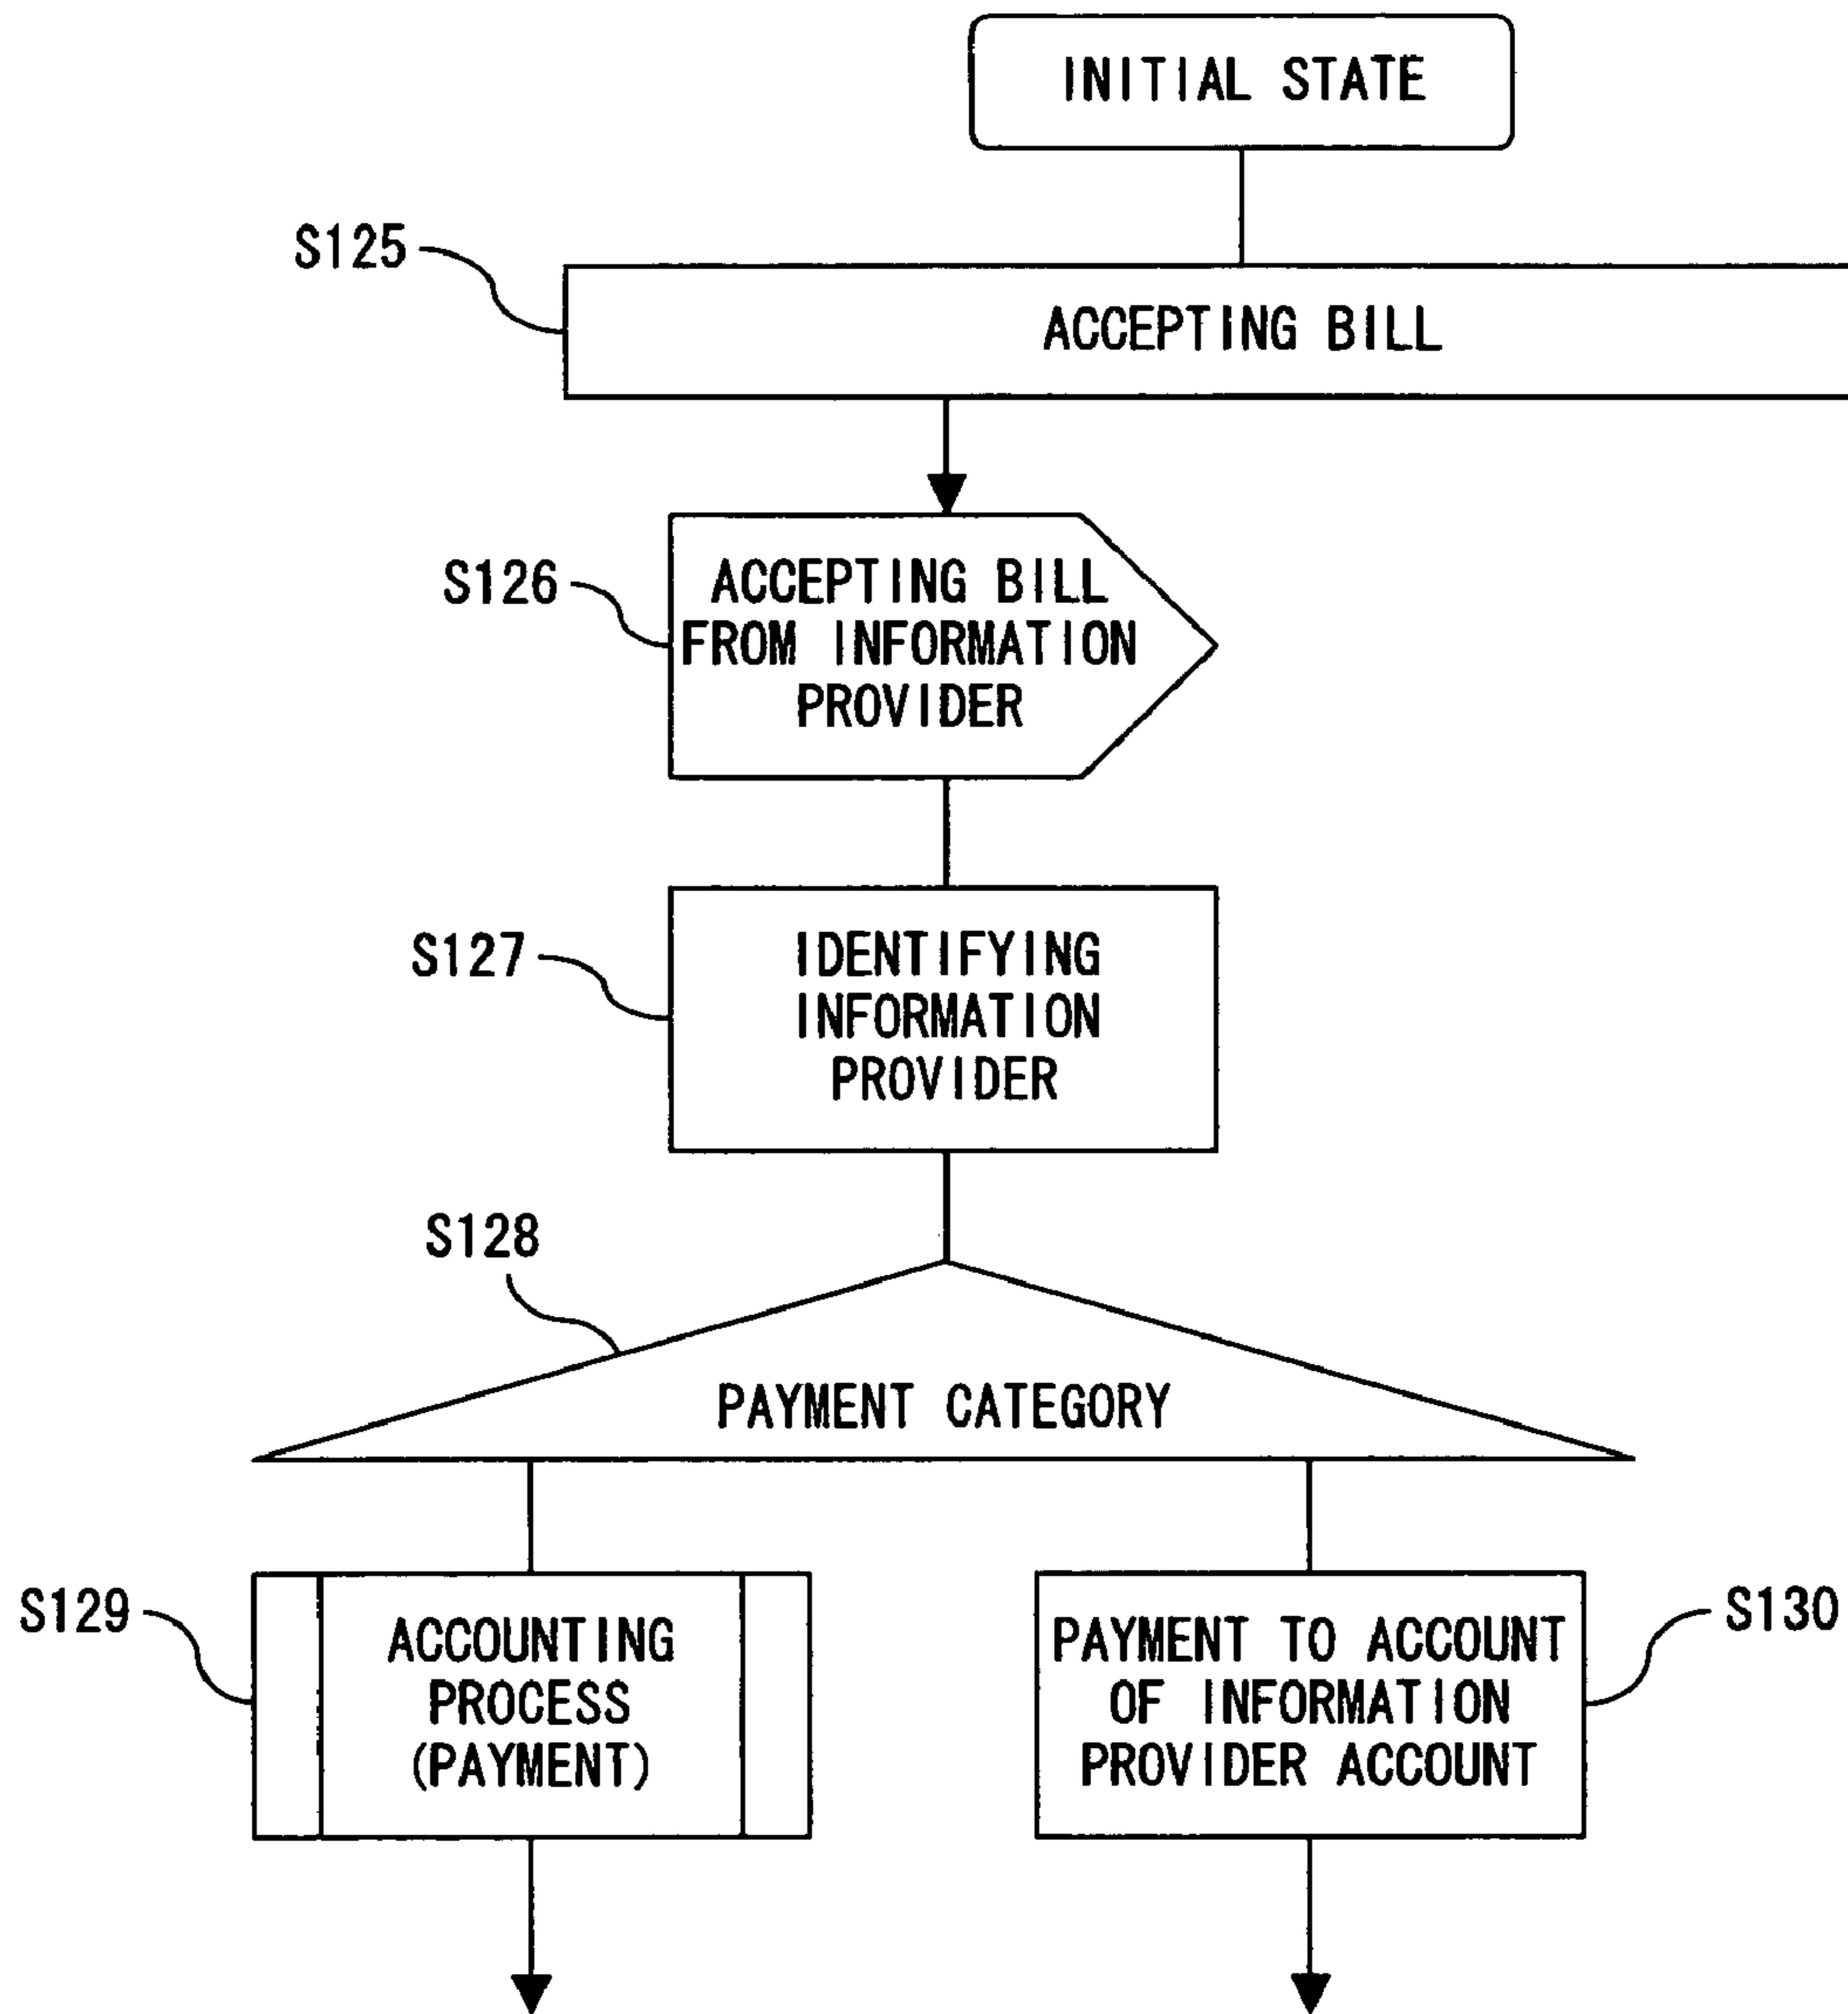 INITIAL STATE
S125
ACCEPTING BILL
S126
ACCEPTING BILL
FROM INFORMATION
PROVIDER
S127
IDENTIFYING
INFORMATION
PROVIDER
S128
PAYMENT CATEGORY
S129
ACCOUNTING
PROCESS
(PAYMENT)
PAYMENT TO ACCOUNT
OF INFORMATION
PROVIDER ACCOUNT
S130